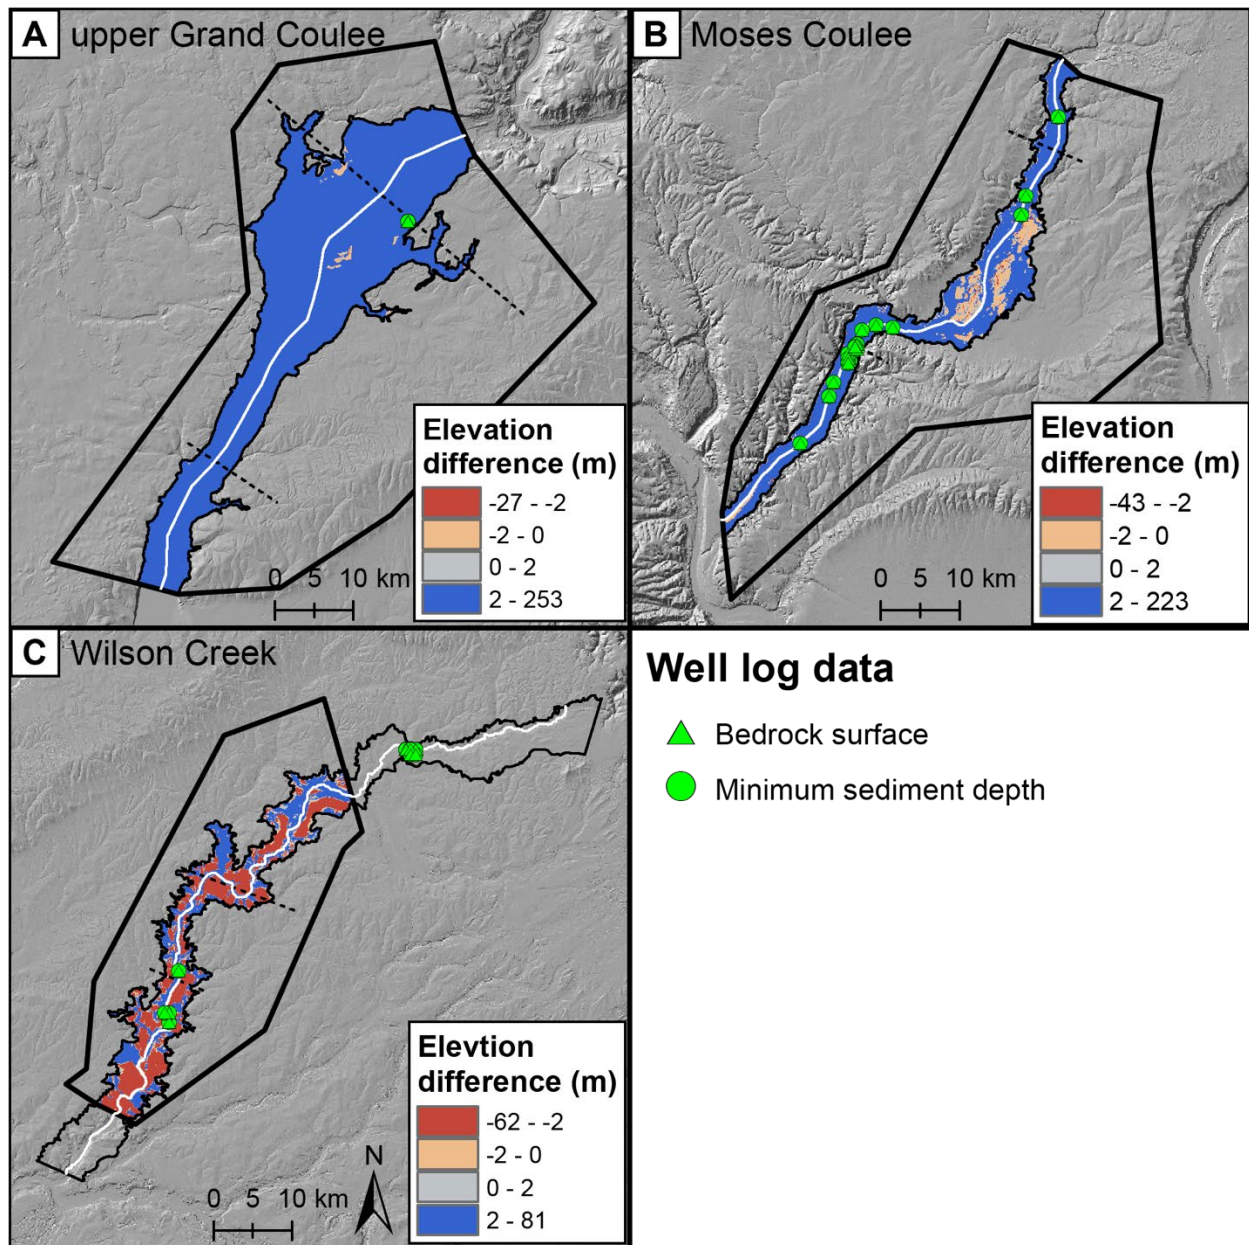 A upper Grand Coulee
Elevation
difference (m)
-27 - -2
-2 - 0
0 - 2
2 - 253
0 5 10 km
B Moses Coulee
Elevation
difference (m)
-43 - -2
-2 - 0
0 - 2
2 - 223
0 5 10 km
C Wilson Creek
Elevtion
difference (m)
-62 - -2
-2 - 0
0 - 2
2 - 81
N
0 5 10 km
Well log data
Bedrock surface
Minimum sediment depth